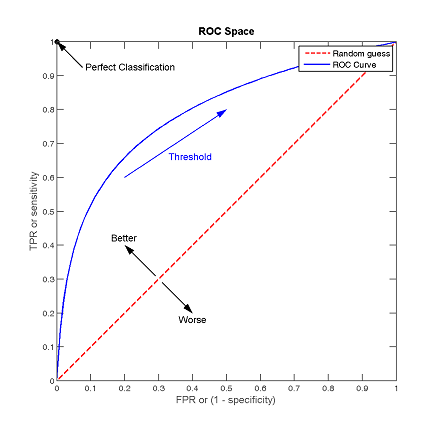 ROC Space
Random guess
ROC Curve
Perfect Classification
Threshold
Better
Worse
TPR or sensitivity
1
0.9
0.8
0.7
0.6
0.5
0.4
0.3
0.2
0.1
0
0 0.1 0.2 0.3 0.4 0.5 0.6 0.7 0.8 0.9 1
FPR or (1 - specificity)